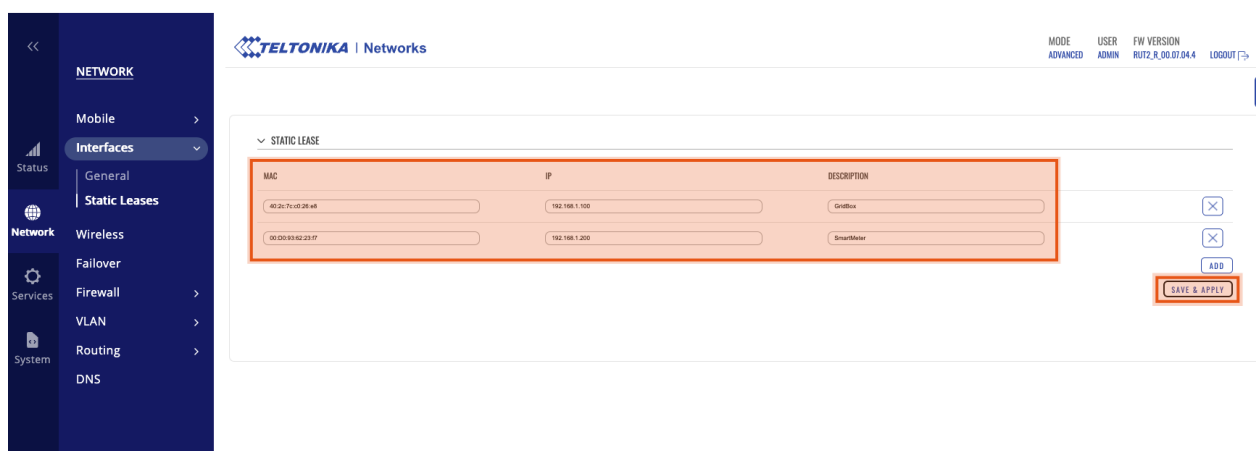 <<
NETWORK
Mobile
Interfaces
General
Static Leases
Wireless
Failover
Firewall
VLAN
Routing
DNS
Status
Network
Services
System
TELTONIKA | Networks
MODE USER FW VERSION
ADVANCED ADMIN RUT2_R_00.07.04.4 LOGOUT
STATIC LEASE
MAC IP DESCRIPTION
40:2c:7c:c0:26:e8 192.168.1.100 GridBox
00:D0:93:62:23:f7 192.168.1.200 SmartMeter
ADD
SAVE & APPLY